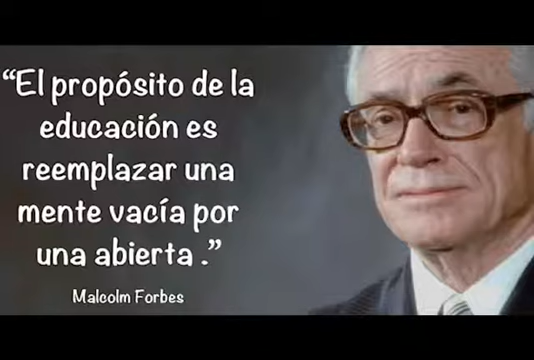 “El propósito de la
educación es
reemplazar una
mente vacía por
una abierta .”
Malcolm Forbes